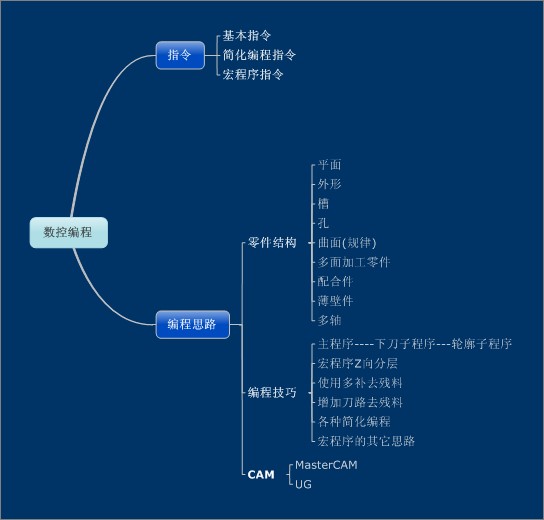 指令
基本指令
简化编程指令
宏程序指令
数控编程
编程思路
零件结构
平面
外形
槽
孔
曲面(规律)
多面加工零件
配合件
薄壁件
多轴
编程技巧
主程序----下刀子程序---轮廓子程序
宏程序Z向分层
使用多补去残料
增加刀路去残料
各种简化编程
宏程序的其它思路
CAM
MasterCAM
UG